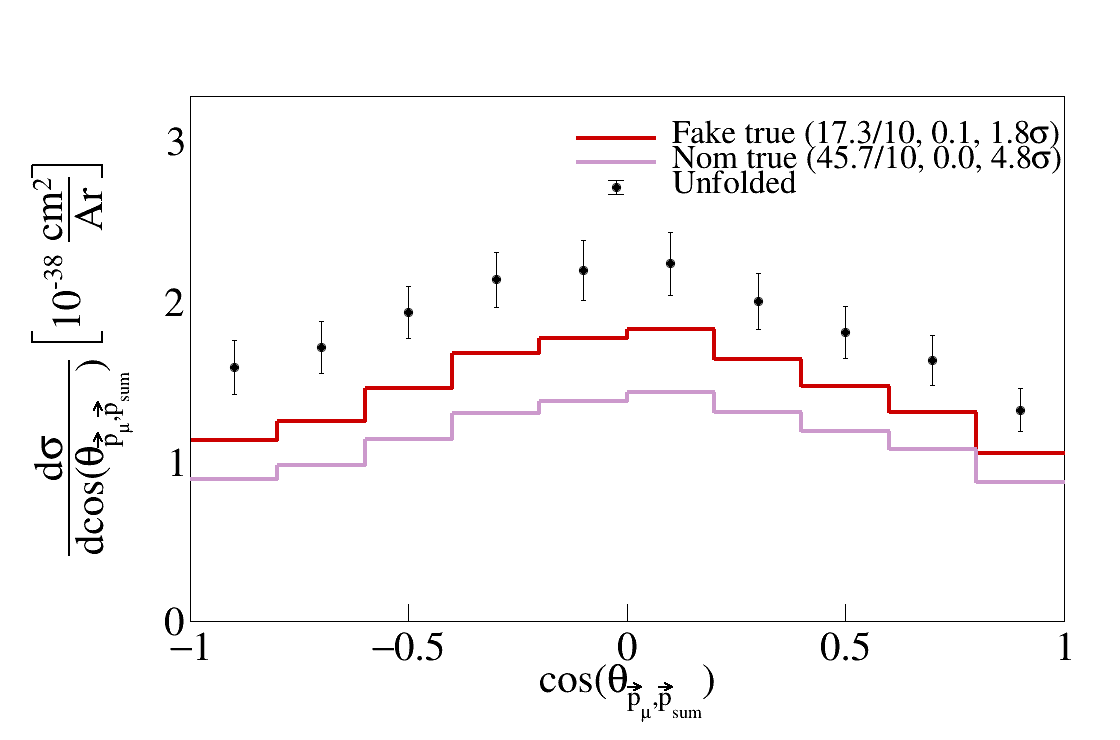 Fake true (17.3/10, 0.1, 1.8σ)
Nom true (45.7/10, 0.0, 4.8σ)
Unfolded
dσ
dcos(θ p⃗μ,p⃗sum)
[10-38 cm2
Ar]
3
2
1
0
−1
−0.5
0
0.5
1
cos(θ p⃗μ,p⃗sum)